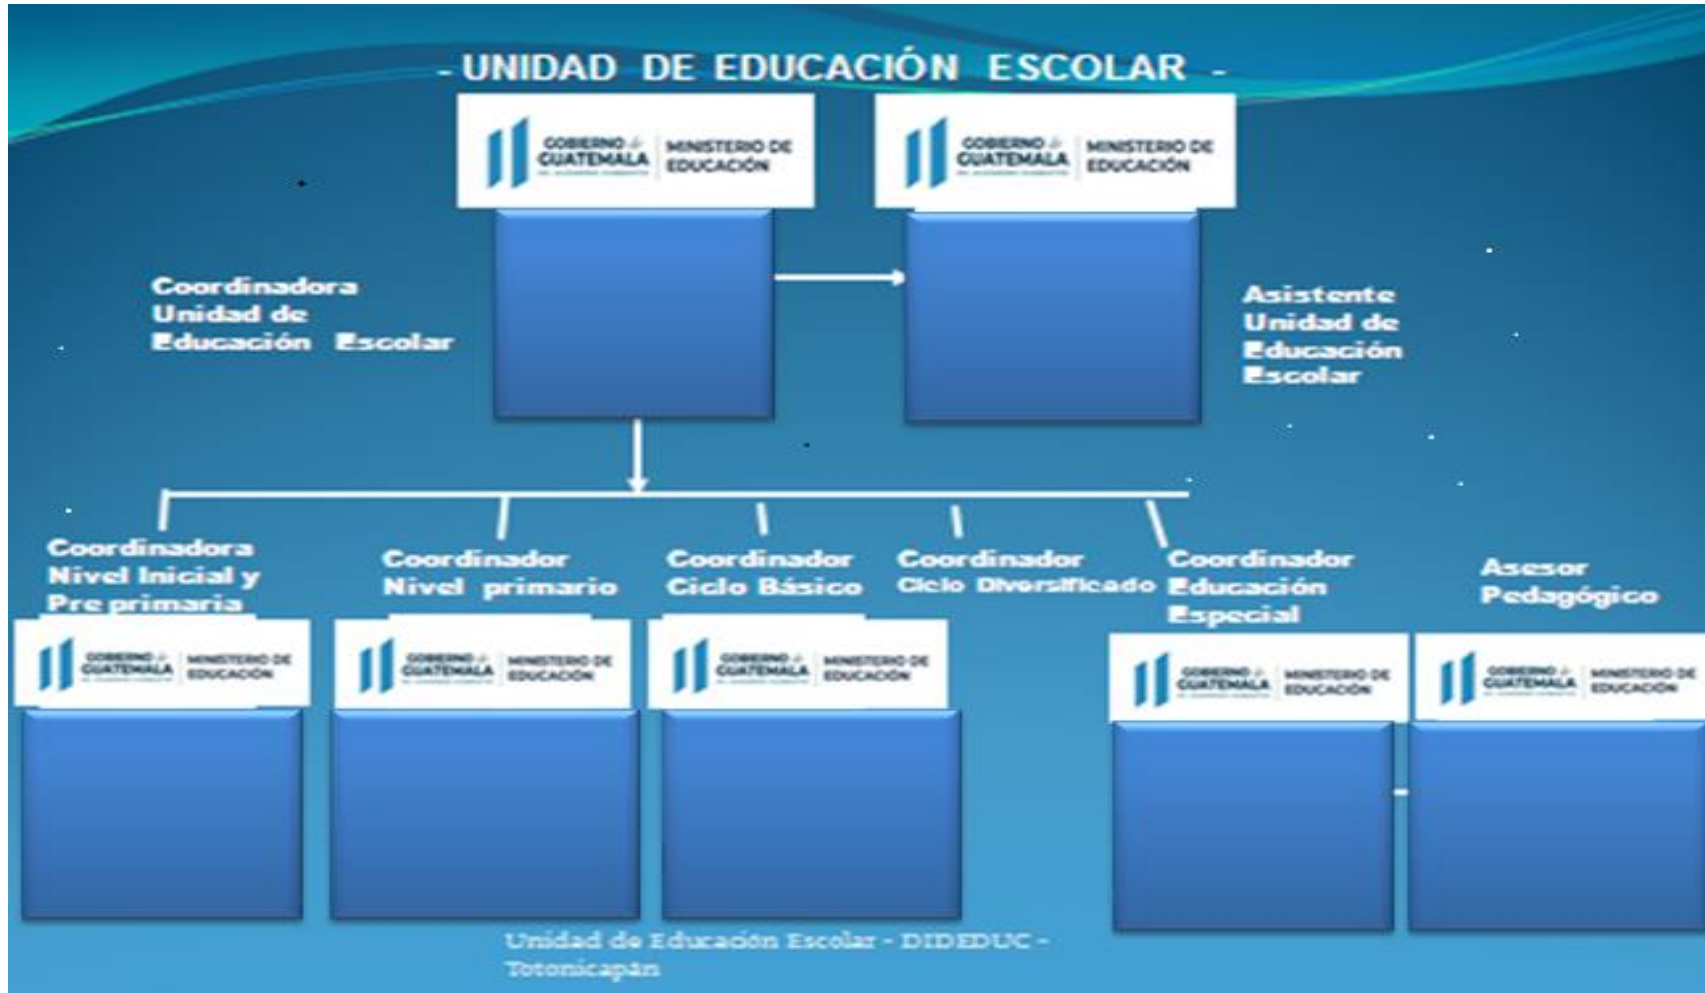 - UNIDAD DE EDUCACIÓN ESCOLAR -
GOBIERNO de
GUATEMALA
MINISTERIO DE
EDUCACIÓN
GOBIERNO de
GUATEMALA
MINISTERIO DE
EDUCACIÓN
Coordinadora
Unidad de
Educación Escolar
Asistente
Unidad de
Educación
Escolar
Coordinadora
Nivel Inicial y
Pre primaria
Coordinador
Nivel primario
Coordinador
Ciclo Básico
Coordinador
Ciclo Diversificado
Coordinador
Educación
Especial
Asesor
Pedagógico
GOBIERNO de
GUATEMALA
MINISTERIO DE
EDUCACIÓN
GOBIERNO de
GUATEMALA
MINISTERIO DE
EDUCACIÓN
GOBIERNO de
GUATEMALA
MINISTERIO DE
EDUCACIÓN
GOBIERNO de
GUATEMALA
MINISTERIO DE
EDUCACIÓN
GOBIERNO de
GUATEMALA
MINISTERIO DE
EDUCACIÓN
Unidad de Educación Escolar - DIDEDUC -
Totonicapán